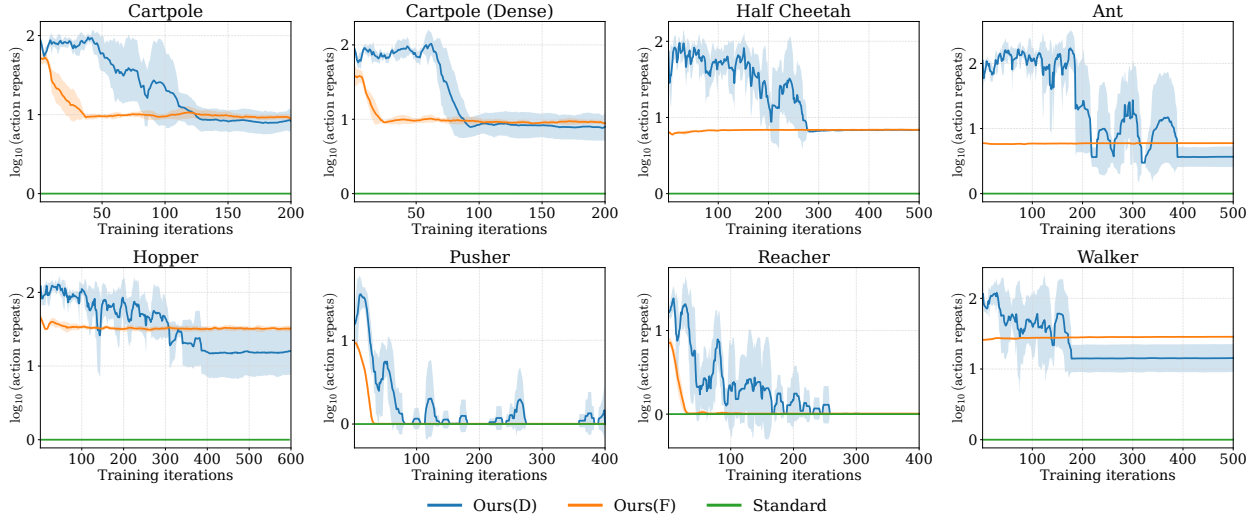 Cartpole
Cartpole (Dense)
Half Cheetah
Ant
log₁₀ (action repeats)
2
1
0
50 100 150 200
Training iterations
log₁₀ (action repeats)
2
1
0
50 100 150 200
Training iterations
log₁₀ (action repeats)
2
1
0
100 200 300 400 500
Training iterations
log₁₀ (action repeats)
2
1
0
100 200 300 400 500
Training iterations
Hopper
Pusher
Reacher
Walker
log₁₀ (action repeats)
2
1
0
100 200 300 400 500 600
Training iterations
log₁₀ (action repeats)
1
0
100 200 300 400
Training iterations
log₁₀ (action repeats)
1
0
100 200 300 400
Training iterations
log₁₀ (action repeats)
2
1
0
100 200 300 400 500
Training iterations
Ours(D) Ours(F) Standard